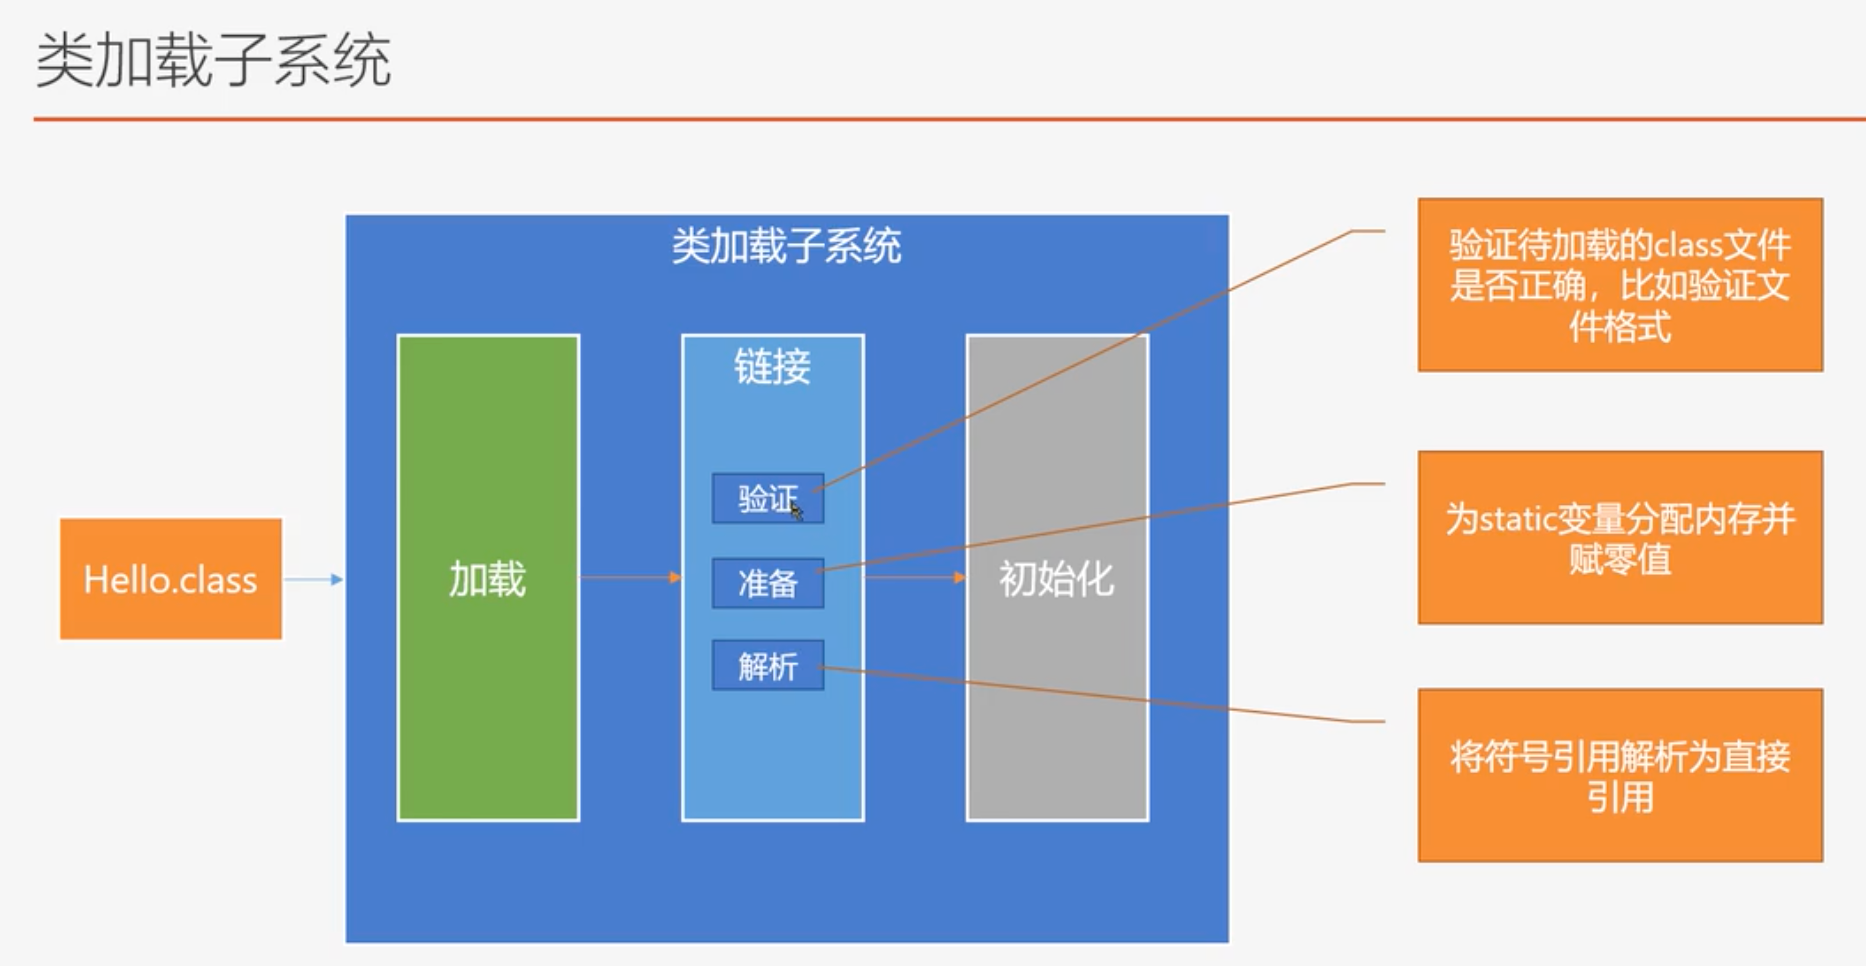 类加载子系统
类加载子系统
Hello.class
加载
链接
验证
准备
解析
初始化
验证待加载的class文件
是否正确，比如验证文
件格式
为static变量分配内存并
赋零值
将符号引用解析为直接
引用